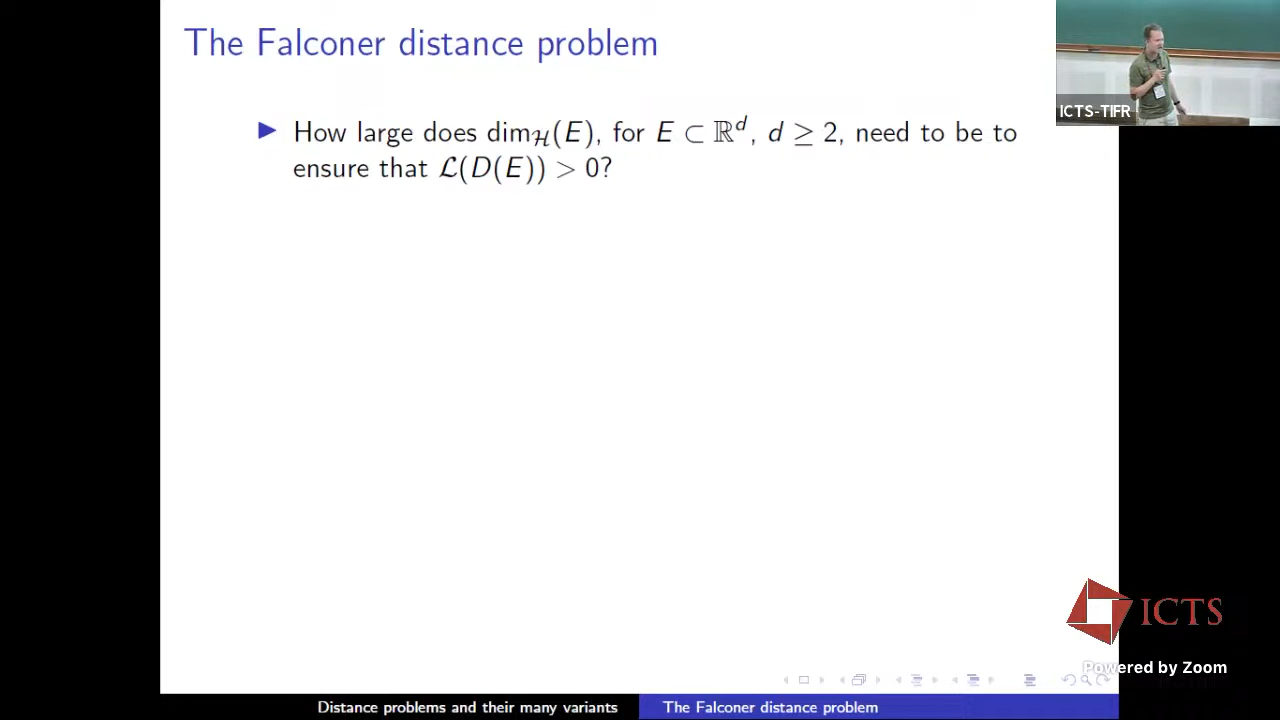 The Falconer distance problem
ICTS-TIFR
▶ How large does dim_ℋ(E), for E ⊂ ℝ^d, d ≥ 2, need to be to
ensure that ℒ(D(E)) > 0?
ICTS
Powered by Zoom
Distance problems and their many variants The Falconer distance problem